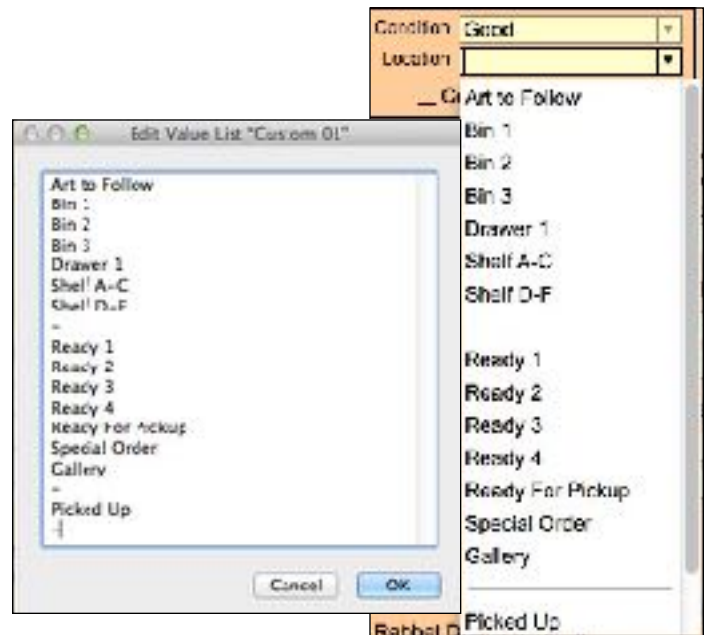 Condition Good
Location
Art to Follow
Bin 1
Bin 2
Bin 3
Drawer 1
Shelf A-C
Shelf D-F
Ready 1
Ready 2
Ready 3
Ready 4
Ready For Pickup
Special Order
Gallery
Picked Up
Edit Value List "Custom 01"
Art to Follow
Bin 1
Bin 2
Bin 3
Drawer 1
Shelf A-C
Shelf D-F
-
Ready 1
Ready 2
Ready 3
Ready 4
Ready For Pickup
Special Order
Gallery
-
Picked Up
-
Cancel OK